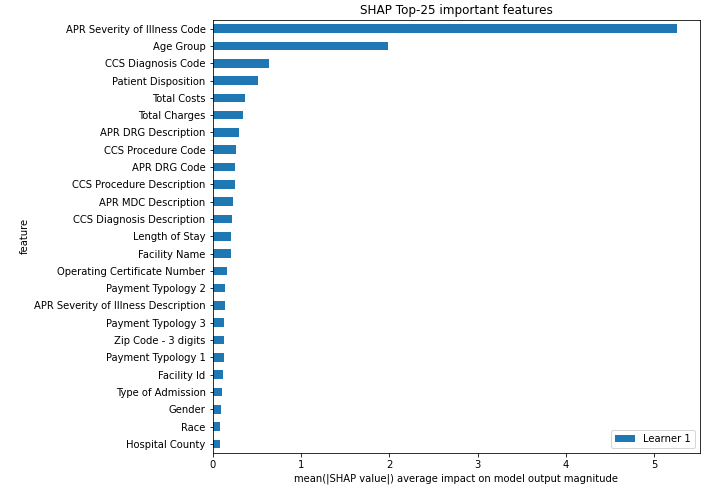 SHAP Top-25 important features
APR Severity of Illness Code
Age Group
CCS Diagnosis Code
Patient Disposition
Total Costs
Total Charges
APR DRG Description
CCS Procedure Code
APR DRG Code
CCS Procedure Description
APR MDC Description
CCS Diagnosis Description
Length of Stay
Facility Name
Operating Certificate Number
Payment Typology 2
APR Severity of Illness Description
Payment Typology 3
Zip Code - 3 digits
Payment Typology 1
Facility Id
Type of Admission
Gender
Race
Hospital County
feature
Learner 1
0 1 2 3 4 5
mean(|SHAP value|) average impact on model output magnitude